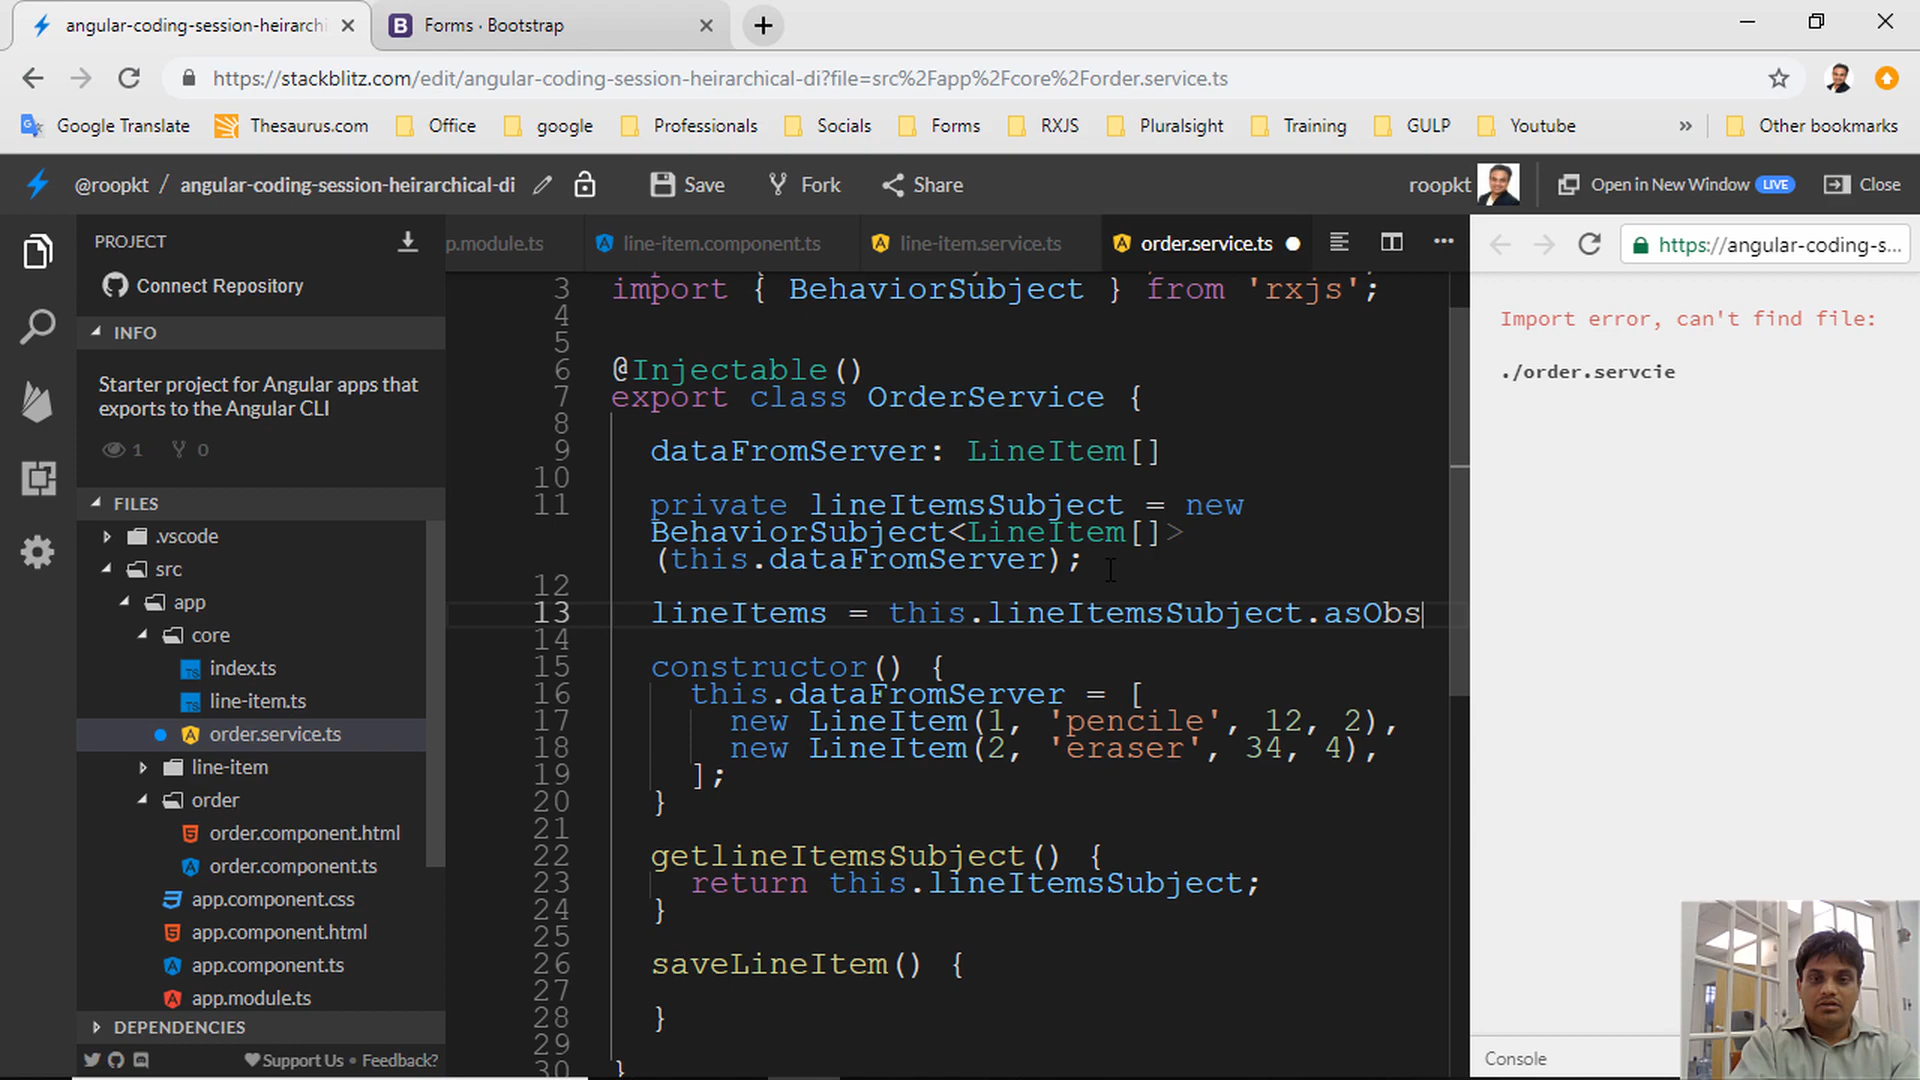 angular-coding-session-heirarchi
Forms · Bootstrap
https://stackblitz.com/edit/angular-coding-session-heirarchical-di?file=src%2Fapp%2Fcore%2Forder.service.ts
Google Translate
Thesaurus.com
Office
google
Professionals
Socials
Forms
RXJS
Pluralsight
Training
GULP
Youtube
»
Other bookmarks
@roopkt / angular-coding-session-heirarchical-di
Save
Fork
Share
roopkt
Open in New Window LIVE
Close
PROJECT
Connect Repository
INFO
Starter project for Angular apps that
exports to the Angular CLI
1
0
FILES
.vscode
src
app
core
index.ts
line-item.ts
order.service.ts
line-item
order
order.component.html
order.component.ts
app.component.css
app.component.html
app.component.ts
app.module.ts
DEPENDENCIES
Support Us • Feedback?
p.module.ts
line-item.component.ts
line-item.service.ts
order.service.ts
3 import { BehaviorSubject } from 'rxjs';
4
5
6 @Injectable()
7 export class OrderService {
8
9 dataFromServer: LineItem[]
10
11 private lineItemsSubject = new
BehaviorSubject<LineItem[]>
(this.dataFromServer);
12
13 lineItems = this.lineItemsSubject.asObs
14
15 constructor() {
16 this.dataFromServer = [
17 new LineItem(1, 'pencile', 12, 2),
18 new LineItem(2, 'eraser', 34, 4),
19 ];
20 }
21
22 getlineItemsSubject() {
23 return this.lineItemsSubject;
24 }
25
26 saveLineItem() {
27
28 }
29
30 }
https://angular-coding-s...
Import error, can't find file:
./order.servcie
Console